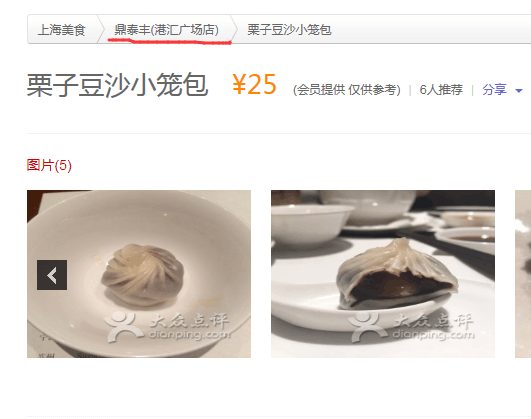 上海美食 鼎泰丰(港汇广场店) 栗子豆沙小笼包
栗子豆沙小笼包 ¥25 (会员提供 仅供参考) | 6人推荐 | 分享
图片(5)
大众点评
dianping.com
大众点评
dianping.com